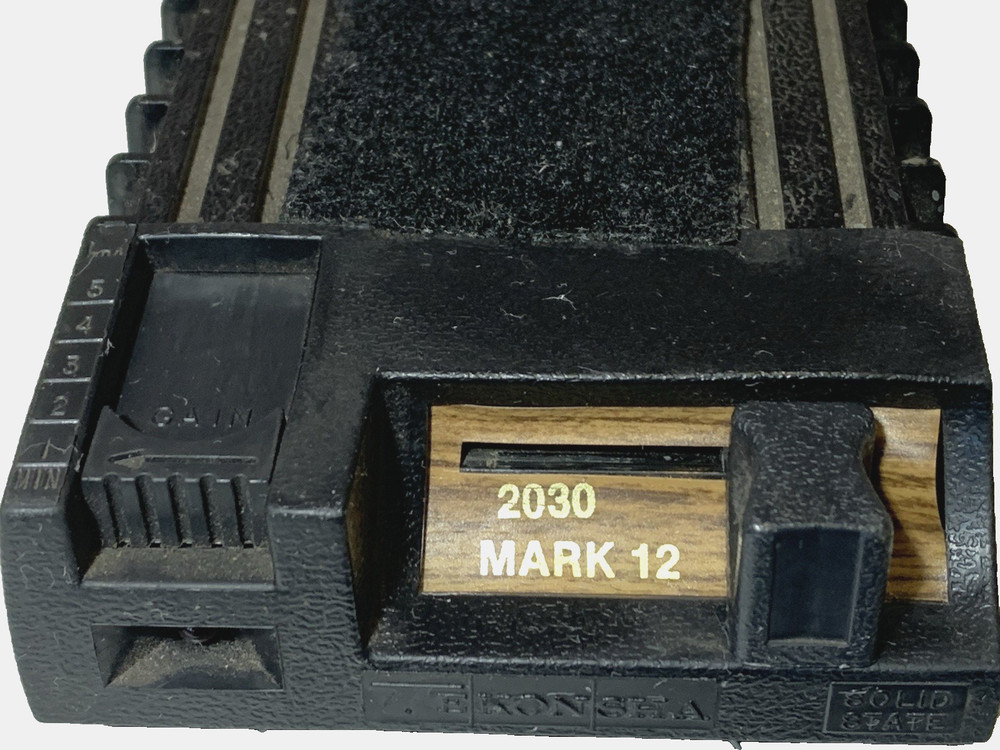 5
4
3
2
MIN
GAIN
2030
MARK 12
TEKONSHA
SOLID
STATE